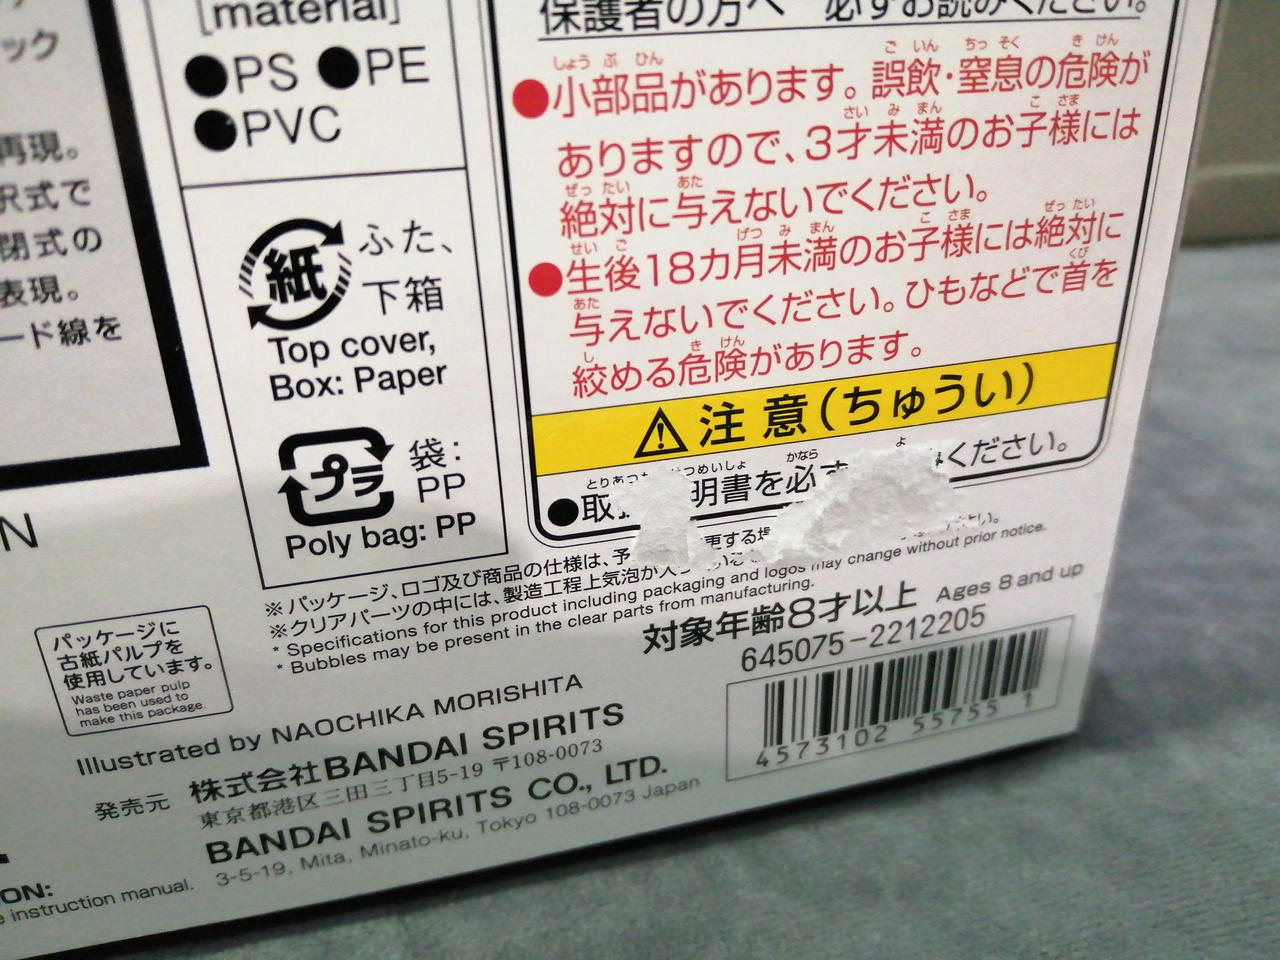 ック
再現。
択式で
閉式の
表現。
ード線を
N
[material]
●PS ●PE
●PVC
紙
ふた、
下箱
Top cover,
Box: Paper
プラ
袋:
PP
Poly bag: PP
保護者の方へ 必ずお読みください。
●小部品があります。誤飲・窒息の危険が
ありますので、3才未満のお子様には
絶対に与えないでください。
●生後18カ月未満のお子様には絶対に
与えないでください。ひもなどで首を
絞める危険があります。
⚠注意(ちゅうい)
●取 明書を必ず みください。
※パッケージ、ロゴ及び商品の仕様は、予 更する場
※クリアパーツの中には、製造工程上気泡が入
* Specifications for this product including packaging and logos may change without prior notice.
* Bubbles may be present in the clear parts from manufacturing.
対象年齢8才以上 Ages 8 and up
645075-2212205
4573102 55755 1
パッケージに
古紙パルプを
使用しています。
Waste paper pulp
has been used to
make this package.
Illustrated by NAOCHIKA MORISHITA
発売元 株式会社BANDAI SPIRITS
東京都港区三田三丁目5-19 〒108-0073
BANDAI SPIRITS CO., LTD.
3-5-19, Mita, Minato-ku, Tokyo 108-0073 Japan
ON:
e instruction manual.